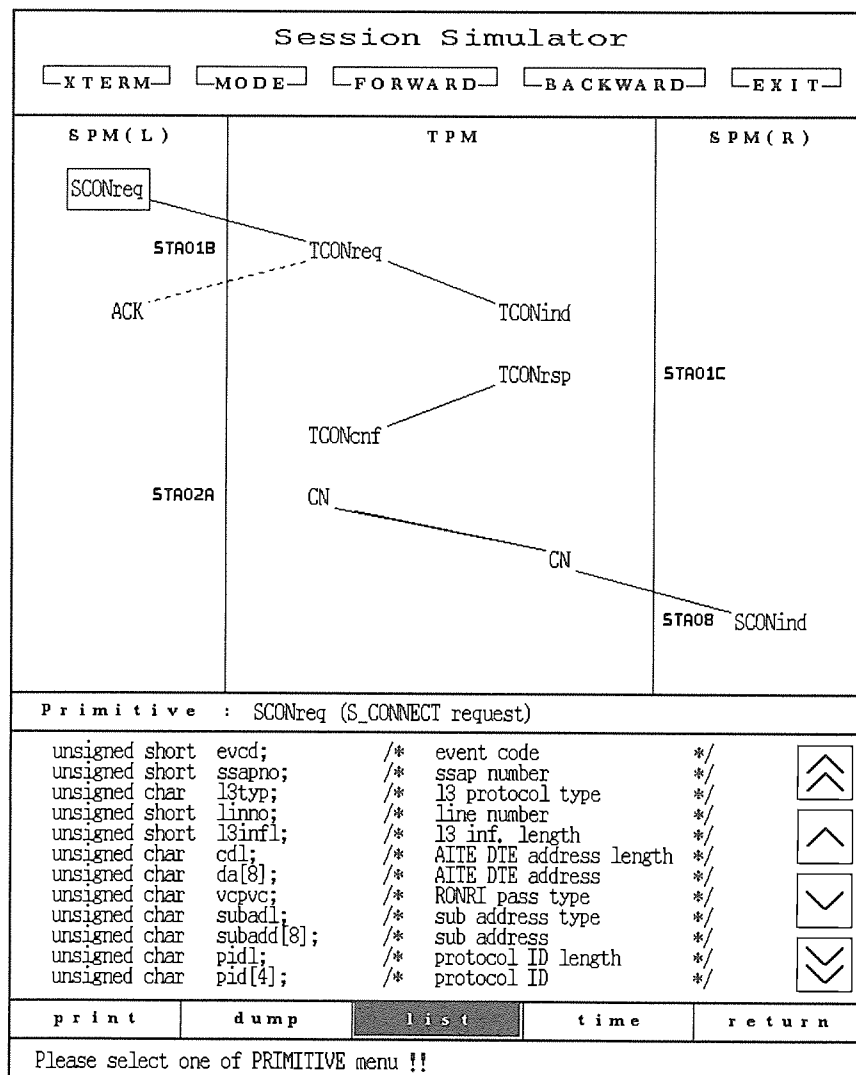 Session Simulator
XTERM MODE FORWARD BACKWARD EXIT
SPM(L) TPM SPM(R)
SCONreq
STA01B TCONreq
ACK TCONind
TCONrsp STA01C
TCONcnf
STA02A CN
CN
STA08 SCONind
Primitive : SCONreq (S_CONNECT request)
unsigned short evcd; /* event code */
unsigned short ssapno; /* ssap number */
unsigned char l3typ; /* l3 protocol type */
unsigned short linno; /* line number */
unsigned short l3infl; /* l3 inf. length */
unsigned char cdl; /* AITE DTE address length */
unsigned char da[8]; /* AITE DTE address */
unsigned char vcpvc; /* RONRI pass type */
unsigned char subadl; /* sub address type */
unsigned char subadd[8]; /* sub address */
unsigned char pidl; /* protocol ID length */
unsigned char pid[4]; /* protocol ID */
print dump list time return
Please select one of PRIMITIVE menu !!